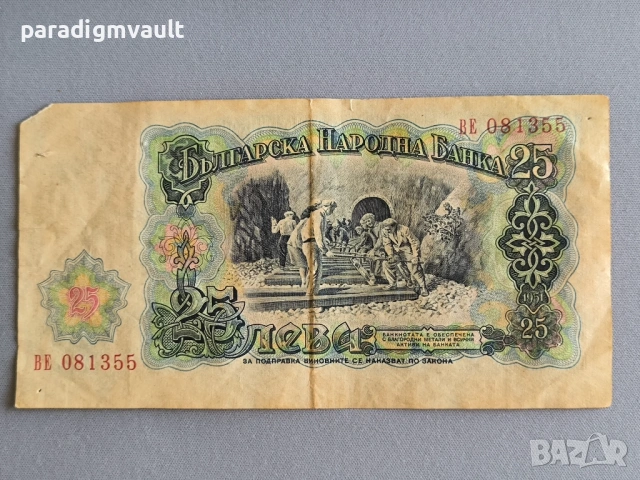 paradigmvault
ВЕ 081355
БЪЛГАРСКА НАРОДНА БАНКА
25
25
1951
25 ЛЕВА
25
БАНКНОТАТА Е ОБЕЗПЕЧЕНА
С БЛАГОРОДНИ МЕТАЛИ И ВСИЧКИ
АКТИВИ НА БАНКАТА
ВЕ 081355
ЗА ПОДПРАВКА ВИНОВНИТЕ СЕ НАКАЗВАТ ПО ЗАКОНА
BAZAR